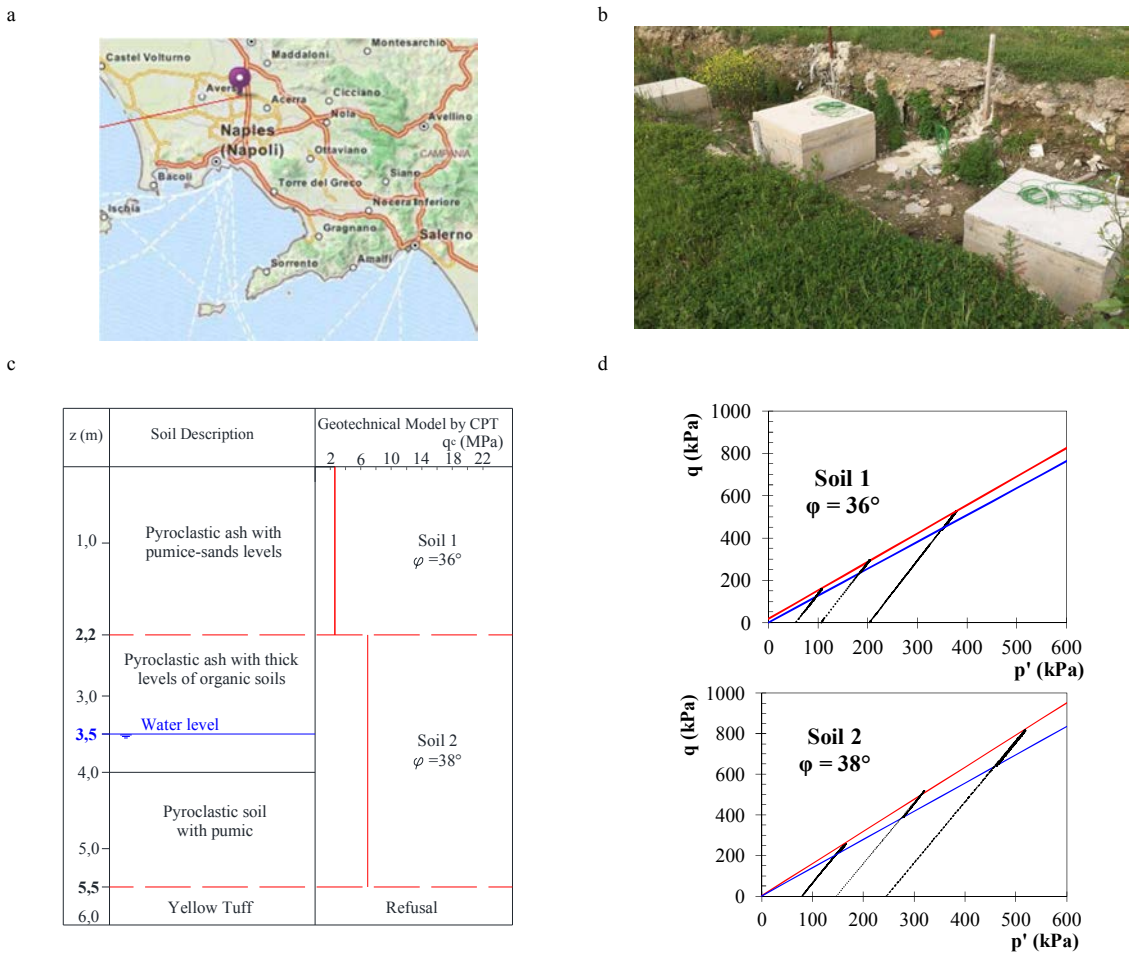 a
Castel Volturno
Maddaloni
Montesarchio
Cicciano
Acerra
Nola
Avellino
Naples
(Napoli)
CAMPANIA
Ottaviano
Siano
Bacoli
Torre del Greco
Nocera Inferiore
Ischia
Gragnano
Salerno
Sorrento
Amalfi
b
c
z (m)
Soil Description
Geotechnical Model by CPT
qc (MPa)
2 6 10 14 18 22
1,0
Pyroclastic ash with
pumice-sands levels
Soil 1
φ =36°
2,2
Pyroclastic ash with thick
levels of organic soils
3,0
Water level
3,5
Soil 2
φ =38°
4,0
Pyroclastic soil
with pumic
5,0
5,5
Yellow Tuff
Refusal
6,0
d
1000
800
600
400
200
0
q (kPa)
Soil 1
φ = 36°
0 100 200 300 400 500 600
p' (kPa)
1000
800
600
400
200
0
q (kPa)
Soil 2
φ = 38°
0 100 200 300 400 500 600
p' (kPa)